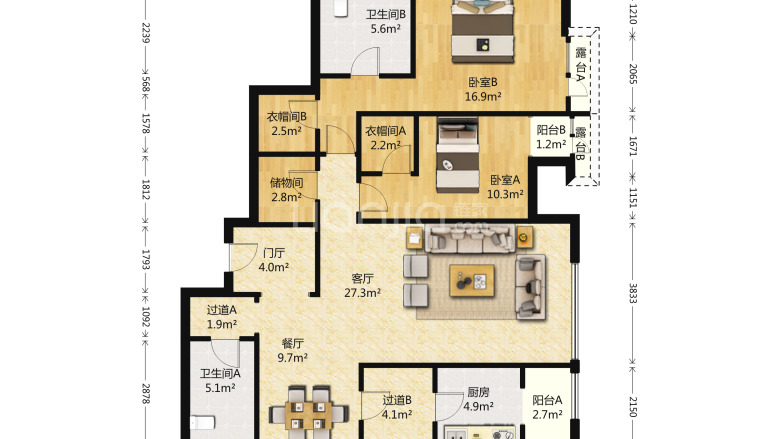 卫生间B
5.6m²
卧室B
16.9m²
露台A
衣帽间B
2.5m²
衣帽间A
2.2m²
阳台B
1.2m²
露台B
储物间
2.8m²
卧室A
10.3m²
门厅
4.0m²
客厅
27.3m²
过道A
1.9m²
餐厅
9.7m²
卫生间A
5.1m²
过道B
4.1m²
厨房
4.9m²
阳台A
2.7m²
2239
568
1578
1812
1793
1092
2878
1210
2065
1671
1151
3833
2150
lianjia
链家
.com